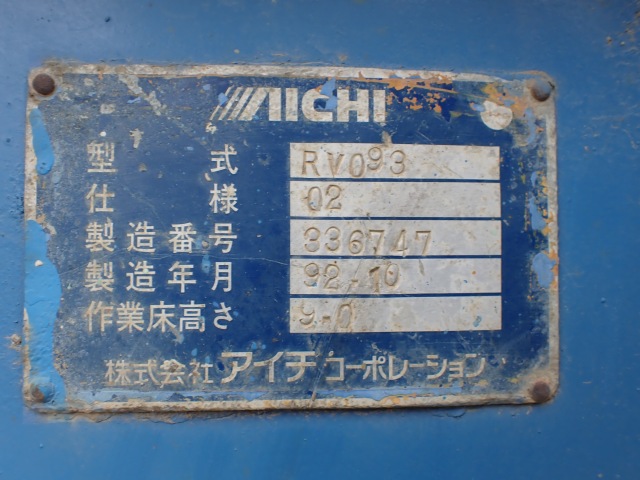 AICHI
型式 RV093
仕様 02
製造番号 336747
製造年月 92-10
作業床高さ 9-0
株式会社 アイチ コーポレーション